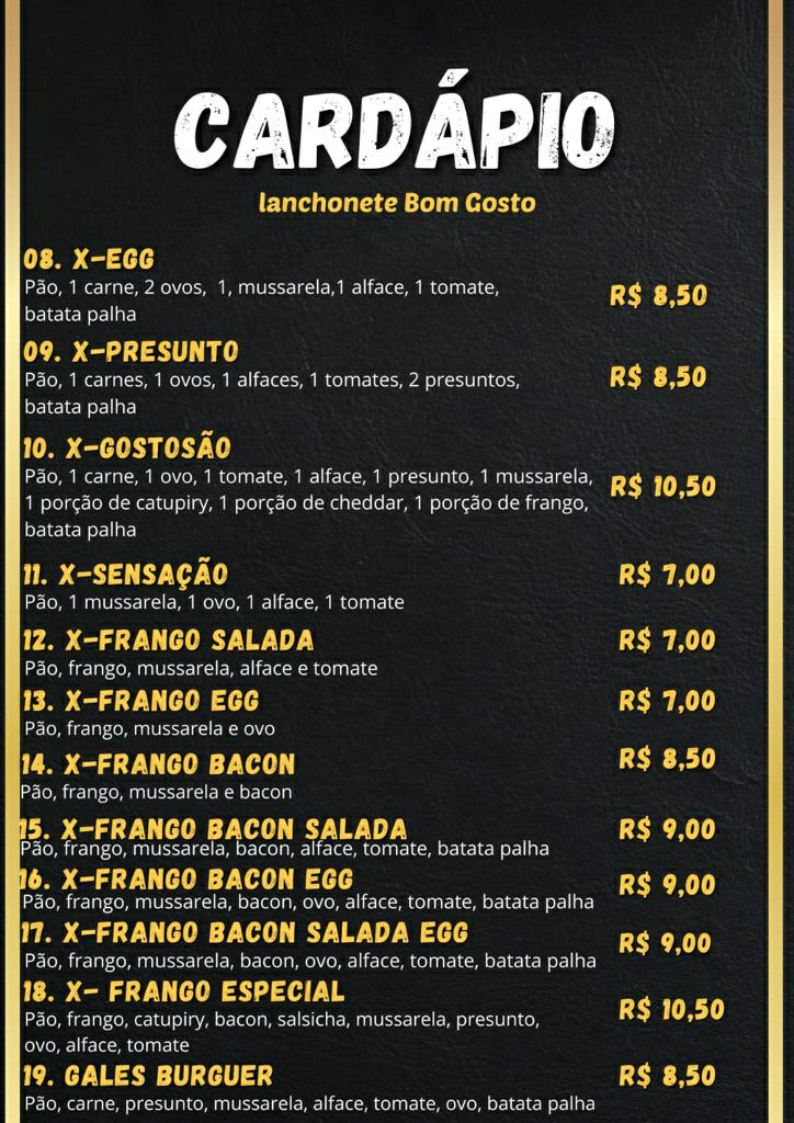 CARDÁPIO
lanchonete Bom Gosto
08. X-EGG
Pão, 1 carne, 2 ovos, 1, mussarela,1 alface, 1 tomate,
batata palha
R$ 8,50
09. X-PRESUNTO
Pão, 1 carnes, 1 ovos, 1 alfaces, 1 tomates, 2 presuntos,
batata palha
R$ 8,50
10. X-GOSTOSÃO
Pão, 1 carne, 1 ovo, 1 tomate, 1 alface, 1 presunto, 1 mussarela,
1 porção de catupiry, 1 porção de cheddar, 1 porção de frango,
batata palha
R$ 10,50
11. X-SENSAÇÃO
R$ 7,00
Pão, 1 mussarela, 1 ovo, 1 alface, 1 tomate
12. X-FRANGO SALADA
R$ 7,00
Pão, frango, mussarela, alface e tomate
13. X-FRANGO EGG
R$ 7,00
Pão, frango, mussarela e ovo
14. X-FRANGO BACON
R$ 8,50
Pão, frango, mussarela e bacon
15. X-FRANGO BACON SALADA
R$ 9,00
Pão, frango, mussarela, bacon, alface, tomate, batata palha
16. X-FRANGO BACON EGG
R$ 9,00
Pão, frango, mussarela, bacon, ovo, alface, tomate, batata palha
17. X-FRANGO BACON SALADA EGG
R$ 9,00
Pão, frango, mussarela, bacon, ovo, alface, tomate, batata palha
18. X- FRANGO ESPECIAL
R$ 10,50
Pão, frango, catupiry, bacon, salsicha, mussarela, presunto,
ovo, alface, tomate
19. GALES BURGUER
R$ 8,50
Pão, carne, presunto, mussarela, alface, tomate, ovo, batata palha